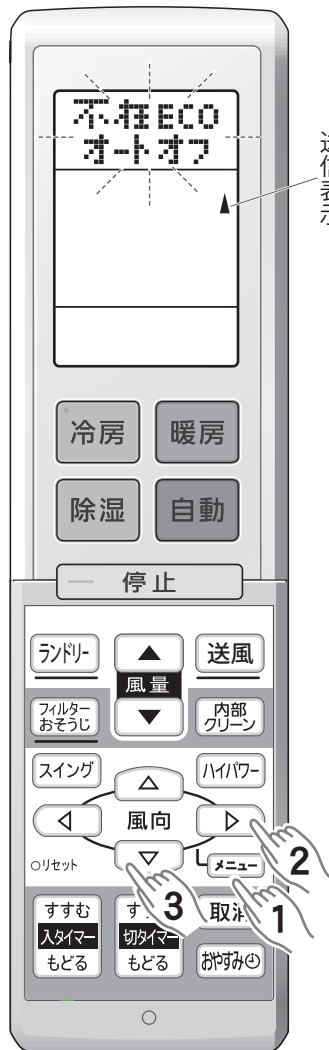 不在ECO
オートオフ
送信表示
冷房
暖房
除湿
自動
停止
ランドリー
▲
風量
▼
送風
フィルター
おそうじ
内部
クリーン
スイング
△
ハイパワー
◁
風向
▷
○リセット
▽
メニュー
2
3
1
すすむ
入タイマー
もどる
す
切タイマー
もどる
取消
おやすみ